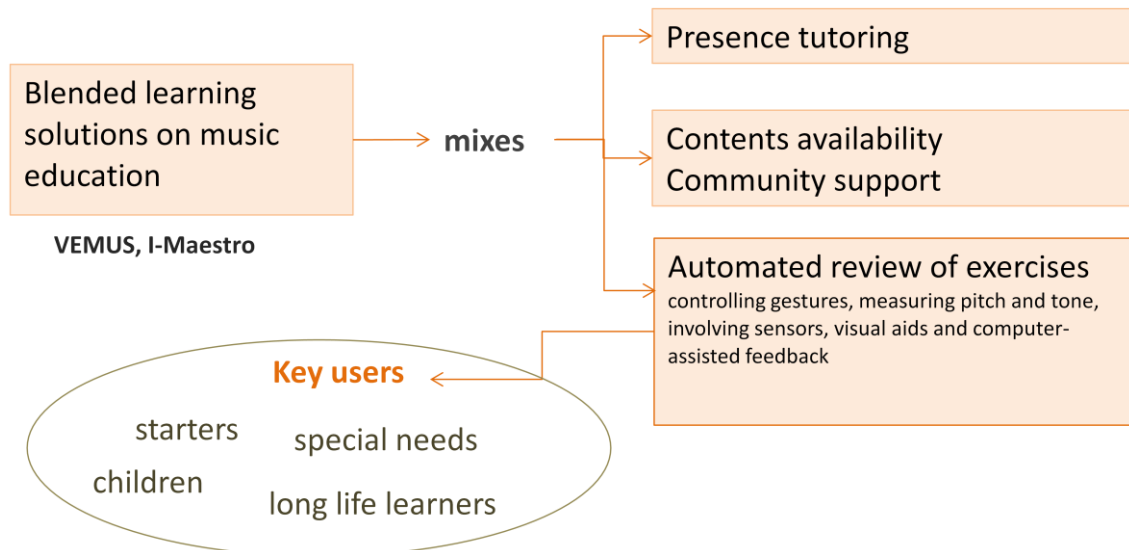 Blended learning
solutions on music
education
VEMUS, I-Maestro
mixes
Presence tutoring
Contents availability
Community support
Automated review of exercises
controlling gestures, measuring pitch and tone,
involving sensors, visual aids and computer-
assisted feedback
Key users
starters
special needs
children
long life learners